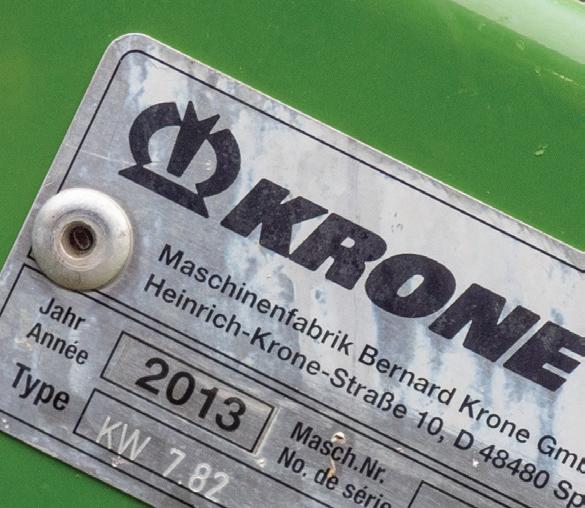 KRONE
Maschinenfabrik Bernard Krone Gmb
Heinrich-Krone-Straße 10, D 48480 Sp
Jahr
Année
2013
Type
KW 7.82
Masch.Nr.
No. de série